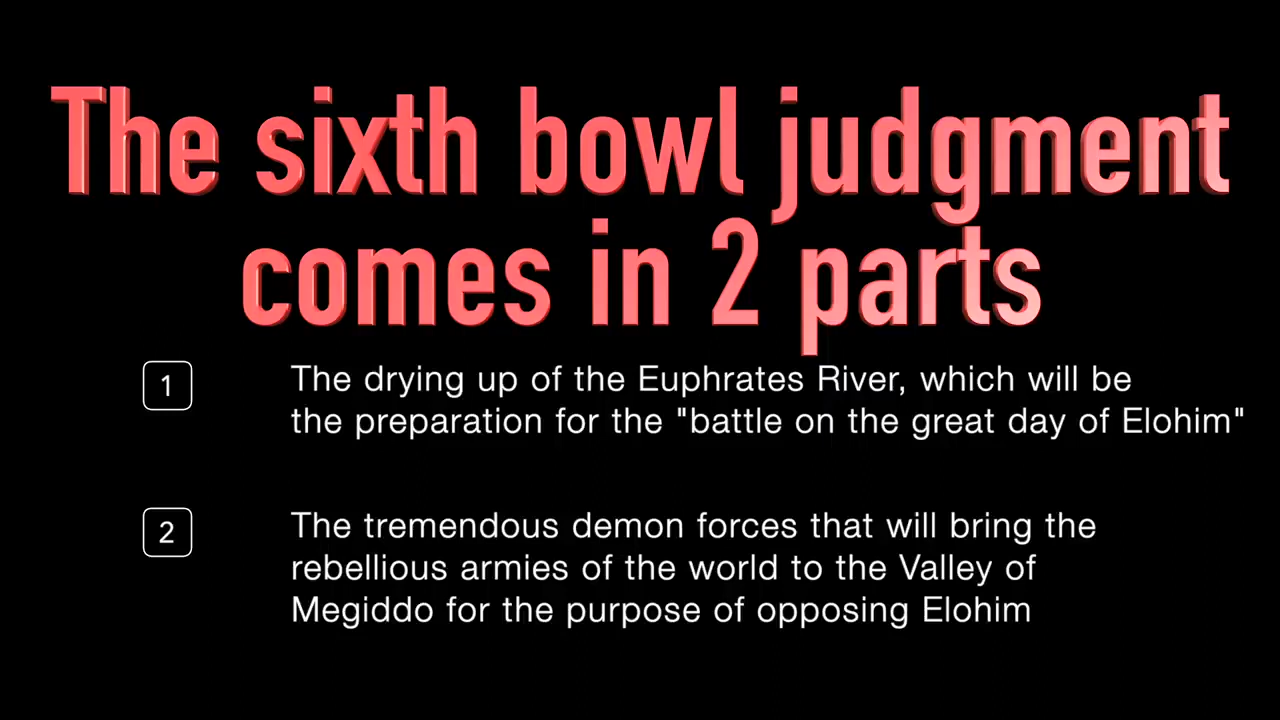 The sixth bowl judgment
comes in 2 parts
1
The drying up of the Euphrates River, which will be
the preparation for the "battle on the great day of Elohim"
2
The tremendous demon forces that will bring the
rebellious armies of the world to the Valley of
Megiddo for the purpose of opposing Elohim